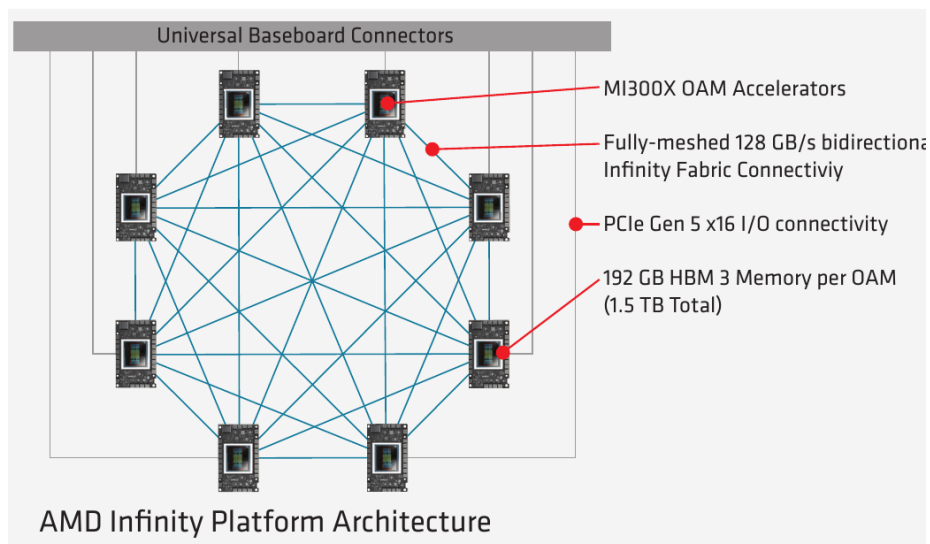 Universal Baseboard Connectors
MI300X OAM Accelerators
Fully-meshed 128 GB/s bidirectiona
Infinity Fabric Connectiviy
PCIe Gen 5 x16 I/O connectivity
192 GB HBM 3 Memory per OAM
(1.5 TB Total)
AMD Infinity Platform Architecture